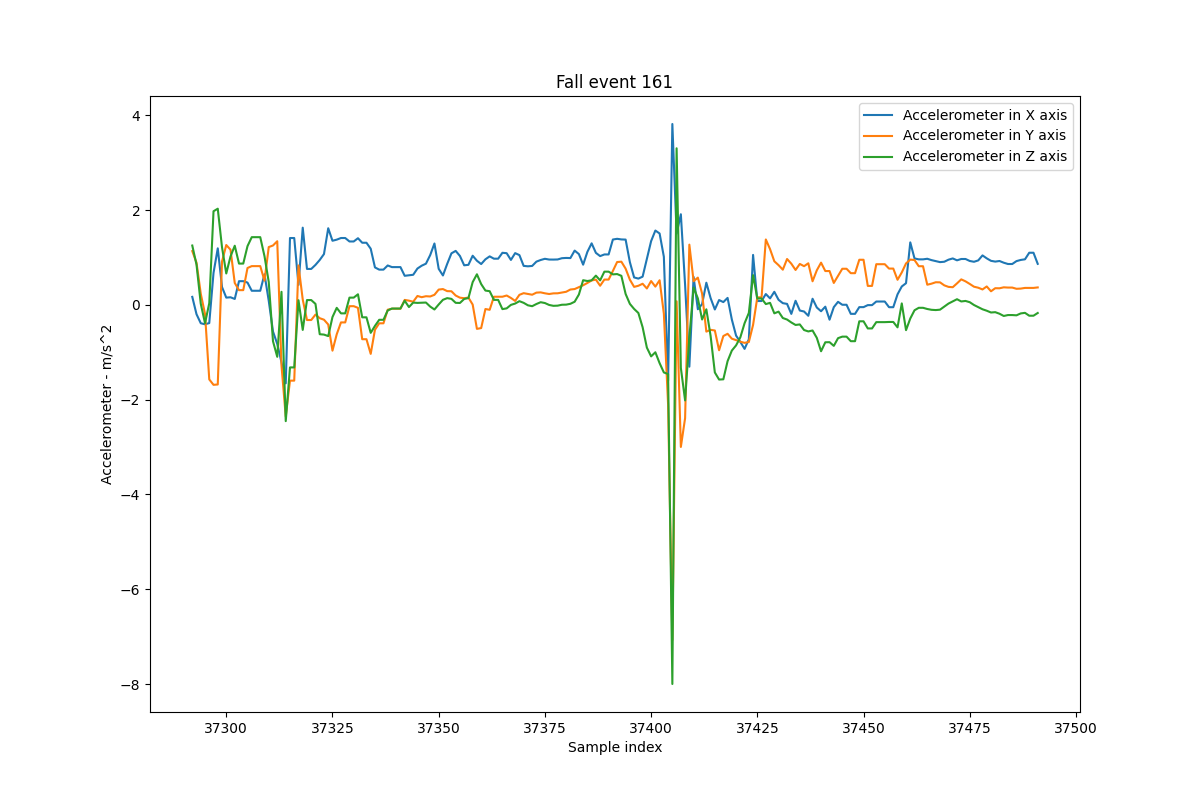 Fall event 161
Accelerometer in X axis
Accelerometer in Y axis
Accelerometer in Z axis
4
2
0
−2
−4
−6
−8
Accelerometer - m/s^2
37300 37325 37350 37375 37400 37425 37450 37475 37500
Sample index